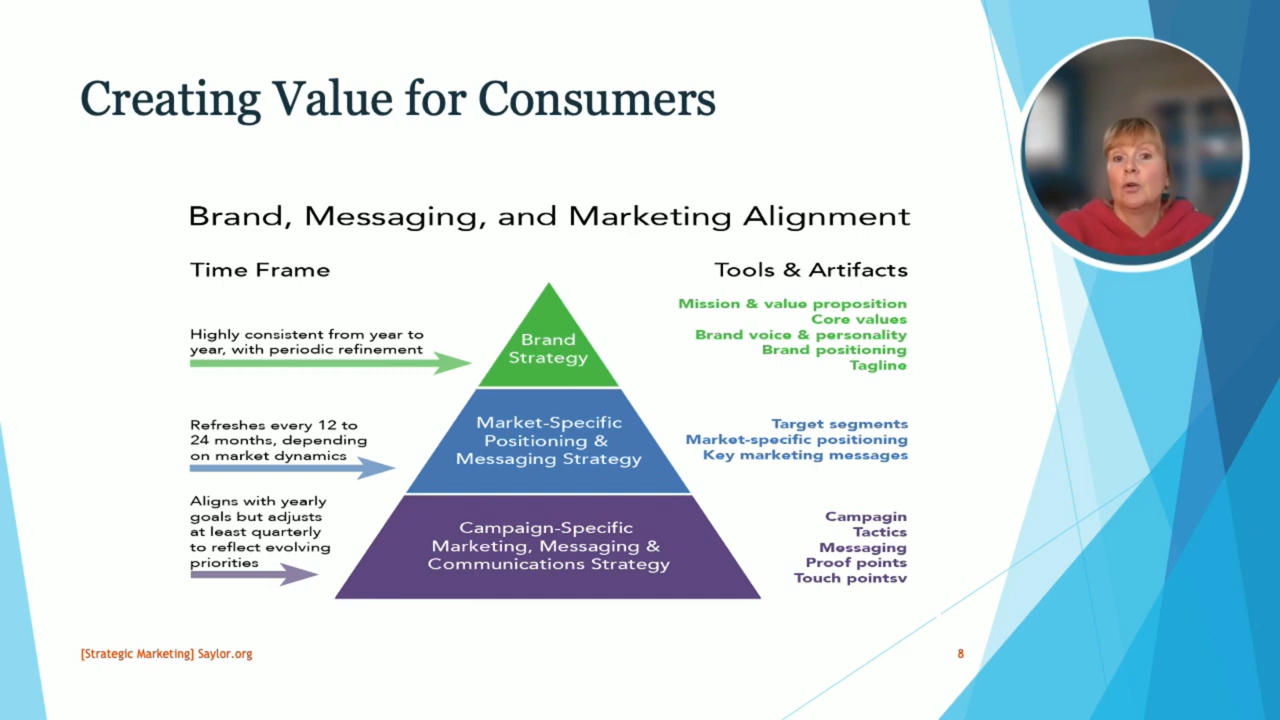 Creating Value for Consumers
Brand, Messaging, and Marketing Alignment
Time Frame
Tools & Artifacts
Highly consistent from year to
year, with periodic refinement
Brand
Strategy
Mission & value proposition
Core values
Brand voice & personality
Brand positioning
Tagline
Refreshes every 12 to
24 months, depending
on market dynamics
Market-Specific
Positioning &
Messaging Strategy
Target segments
Market-specific positioning
Key marketing messages
Aligns with yearly
goals but adjusts
at least quarterly
to reflect evolving
priorities
Campaign-Specific
Marketing, Messaging &
Communications Strategy
Campagin
Tactics
Messaging
Proof points
Touch pointsv
[Strategic Marketing] Saylor.org
8